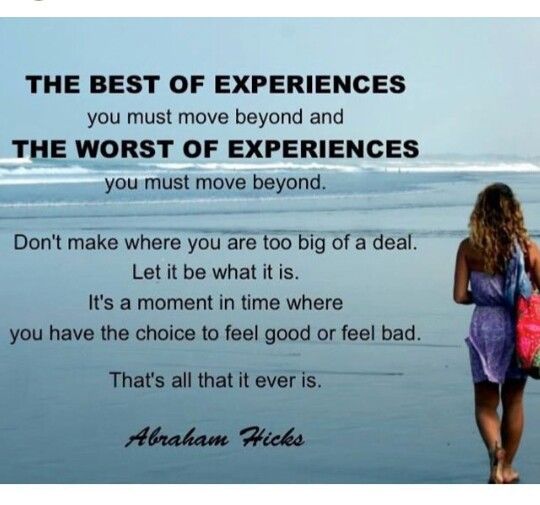 THE BEST OF EXPERIENCES
you must move beyond and
THE WORST OF EXPERIENCES
you must move beyond.
Don't make where you are too big of a deal.
Let it be what it is.
It's a moment in time where
you have the choice to feel good or feel bad.
That's all that it ever is.
Abraham Hicks